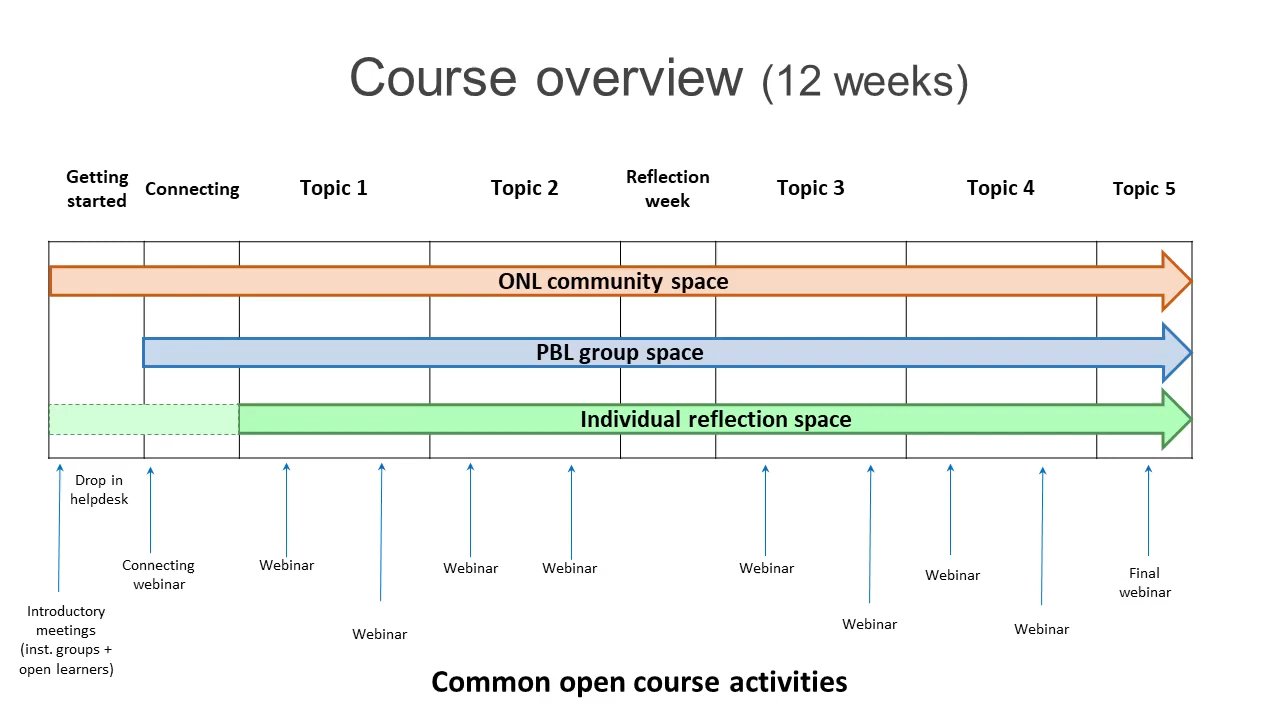 Course overview (12 weeks)
Getting
started
Connecting
Topic 1
Topic 2
Reflection
week
Topic 3
Topic 4
Topic 5
ONL community space
PBL group space
Individual reflection space
Drop in
helpdesk
Connecting
webinar
Webinar
Webinar
Webinar
Webinar
Webinar
Webinar
Webinar
Webinar
Final
webinar
Introductory
meetings
(inst. groups +
open learners)
Common open course activities